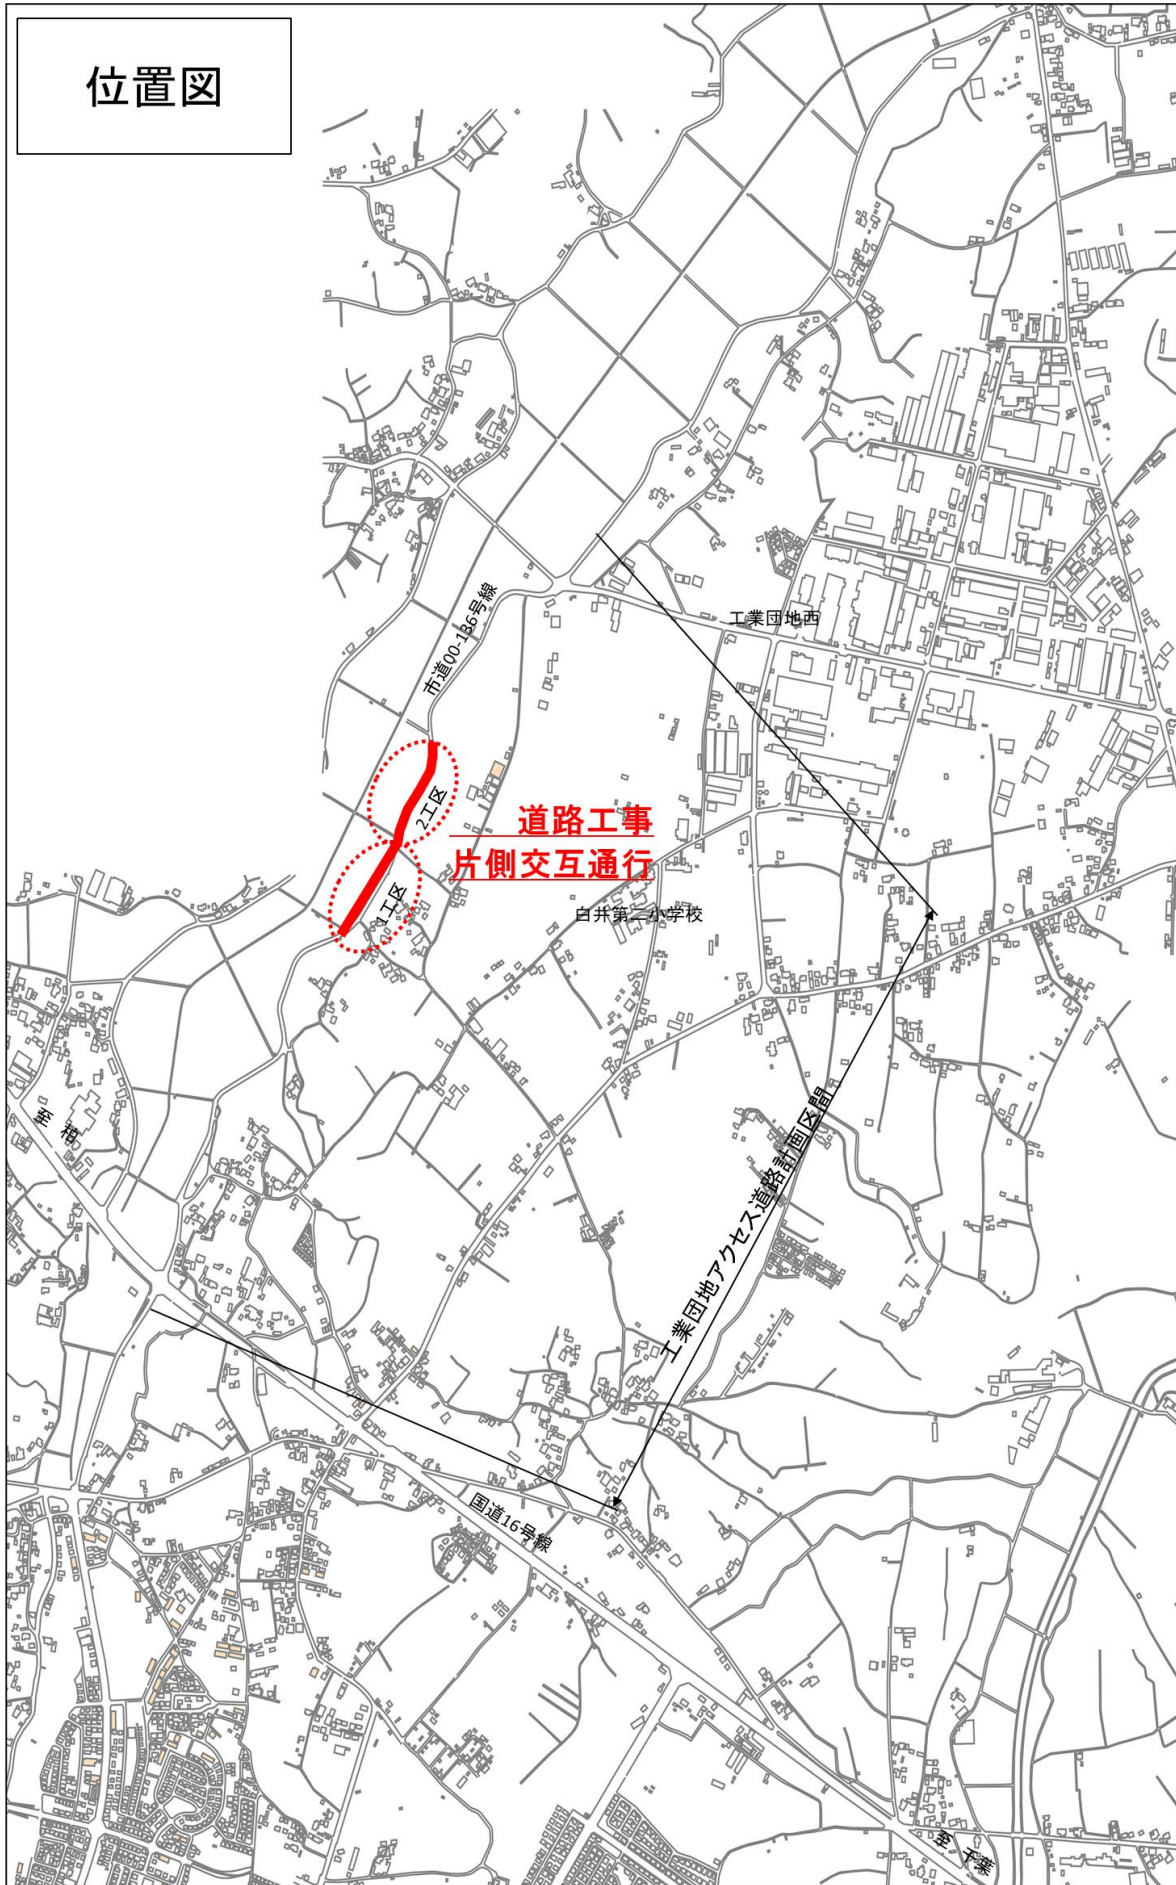 位置図
市道00-136号線
工業団地西
2工区
道路工事
片側交互通行
1工区
白井第二小学校
至 柏
工業団地アクセス道路計画区間
国道16号線
至 千葉